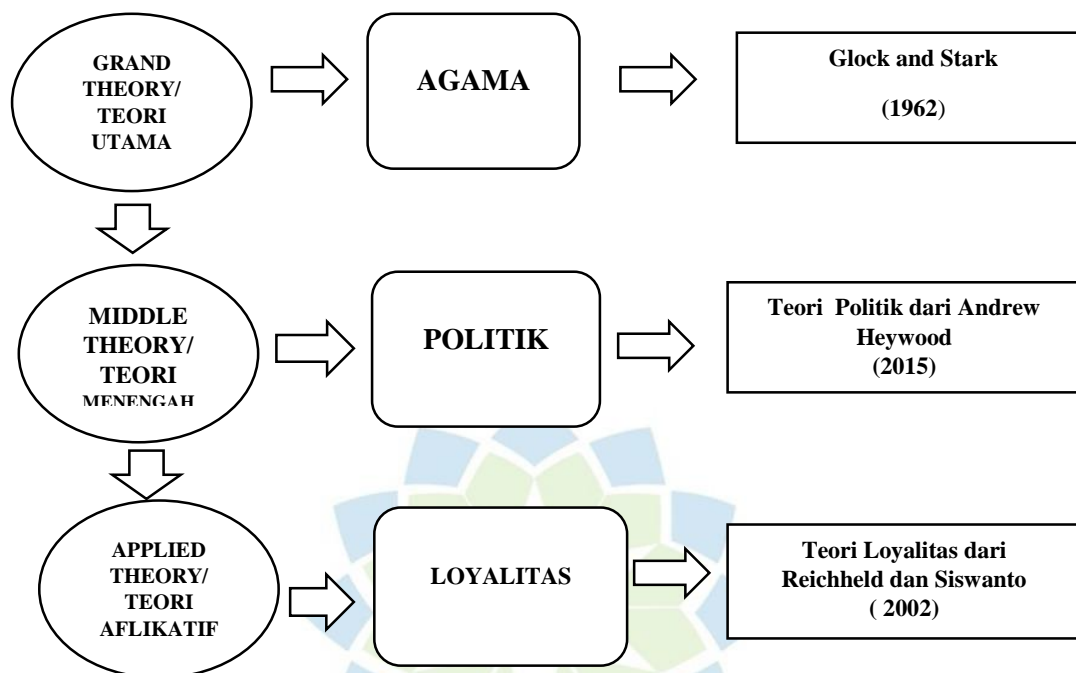 GRAND
THEORY/
TEORI
UTAMA
AGAMA
Glock and Stark
(1962)
MIDDLE
THEORY/
TEORI
MENENGAH
POLITIK
Teori Politik dari Andrew
Heywood
(2015)
APPLIED
THEORY/
TEORI
AFLIKATIF
LOYALITAS
Teori Loyalitas dari
Reichheld dan Siswanto
( 2002)